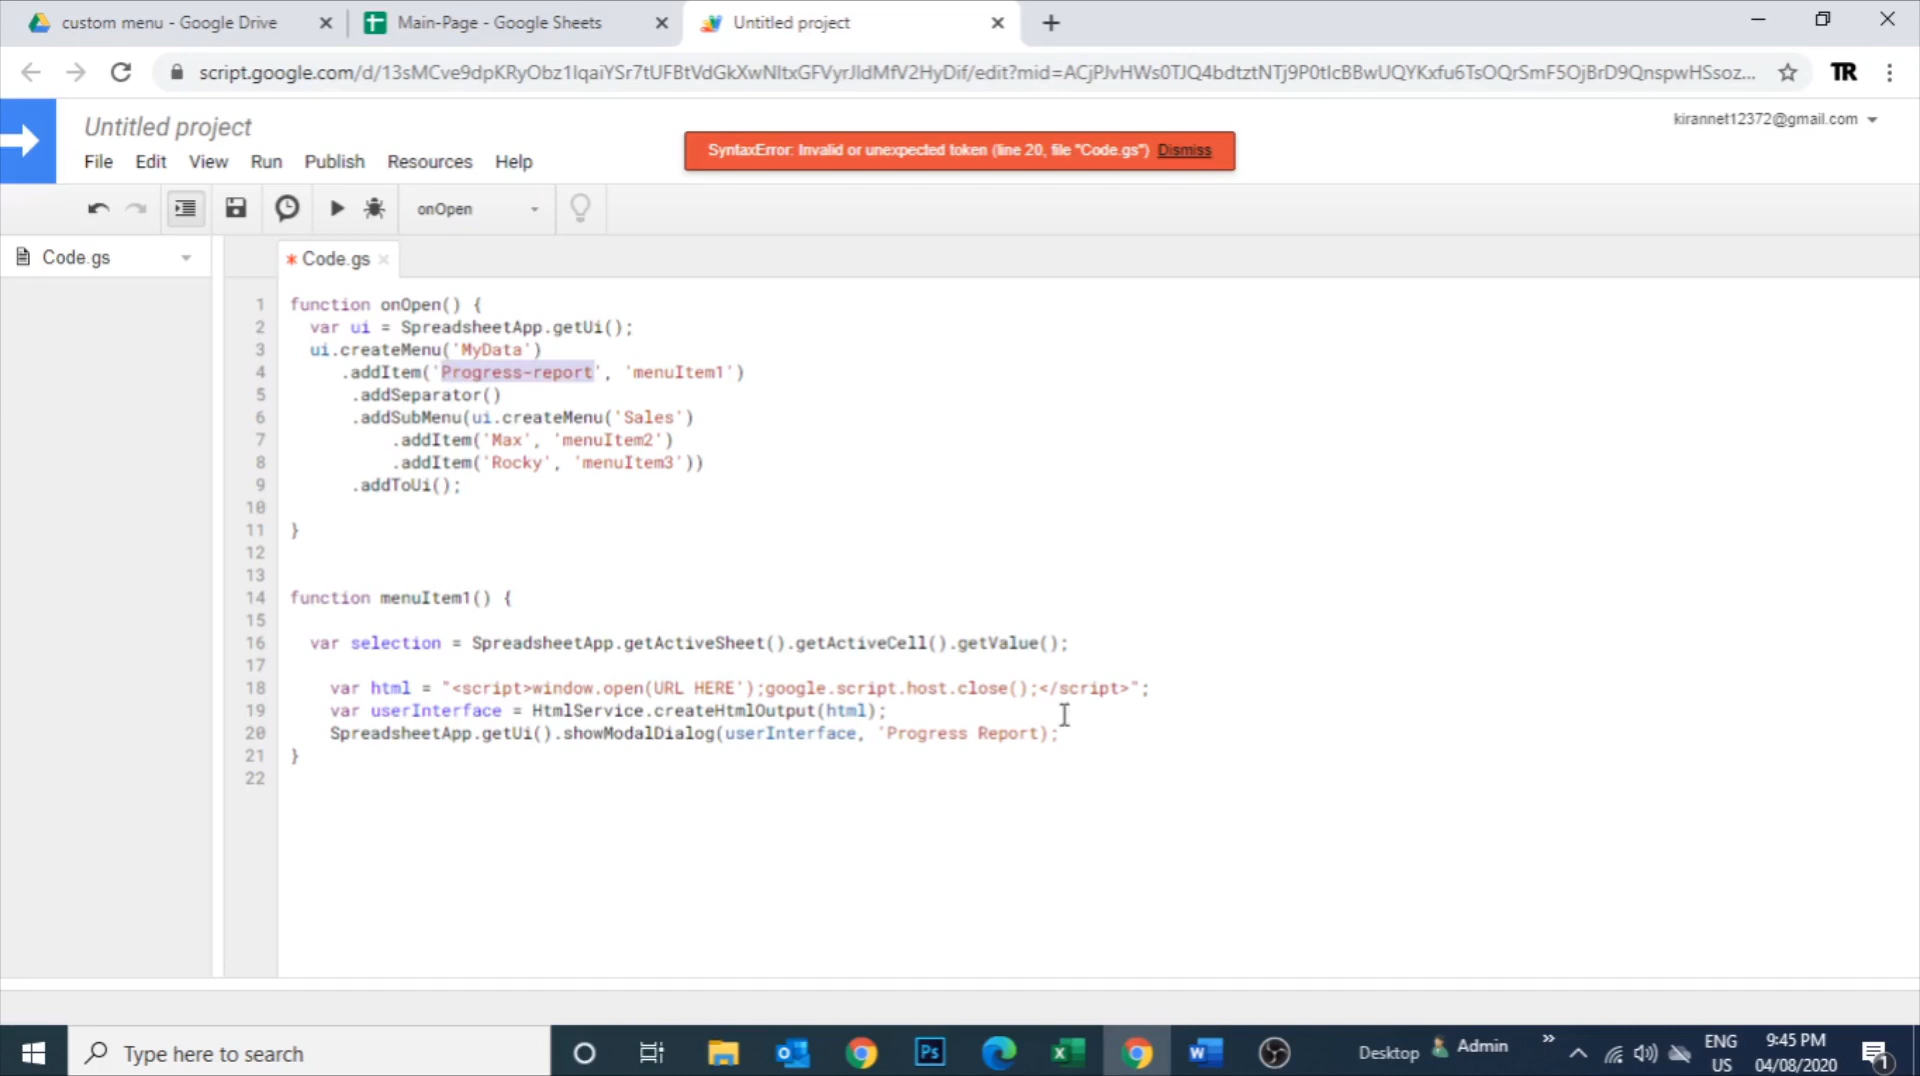 custom menu - Google Drive
Main-Page - Google Sheets
Untitled project
script.google.com/d/13sMCve9dpKRyObz1IqaiYSr7tUFBtVdGkXwNItxGFVyrJIdMfV2HyDif/edit?mid=ACjPJvHWs0TJQ4bdtztNTj9P0tIcBBwUQYKxfu6TsOQrSmF5OjBrD9QnspwHSsoz...
TR
Untitled project
kirannet12372@gmail.com
SyntaxError: Invalid or unexpected token (line 20, file "Code.gs") Dismiss
File Edit View Run Publish Resources Help
onOpen
Code.gs
* Code.gs
1 function onOpen() {
2 var ui = SpreadsheetApp.getUi();
3 ui.createMenu('MyData')
4 .addItem('Progress-report', 'menuItem1')
5 .addSeparator()
6 .addSubMenu(ui.createMenu('Sales')
7 .addItem('Max', 'menuItem2')
8 .addItem('Rocky', 'menuItem3'))
9 .addToUi();
10
11 }
12
13
14 function menuItem1() {
15
16 var selection = SpreadsheetApp.getActiveSheet().getActiveCell().getValue();
17
18 var html = "<script>window.open(URL HERE');google.script.host.close();</script>";
19 var userInterface = HtmlService.createHtmlOutput(html);
20 SpreadsheetApp.getUi().showModalDialog(userInterface, 'Progress Report);
21 }
22
Type here to search
Ps
Desktop
Admin
ENG
US
9:45 PM
04/08/2020
1